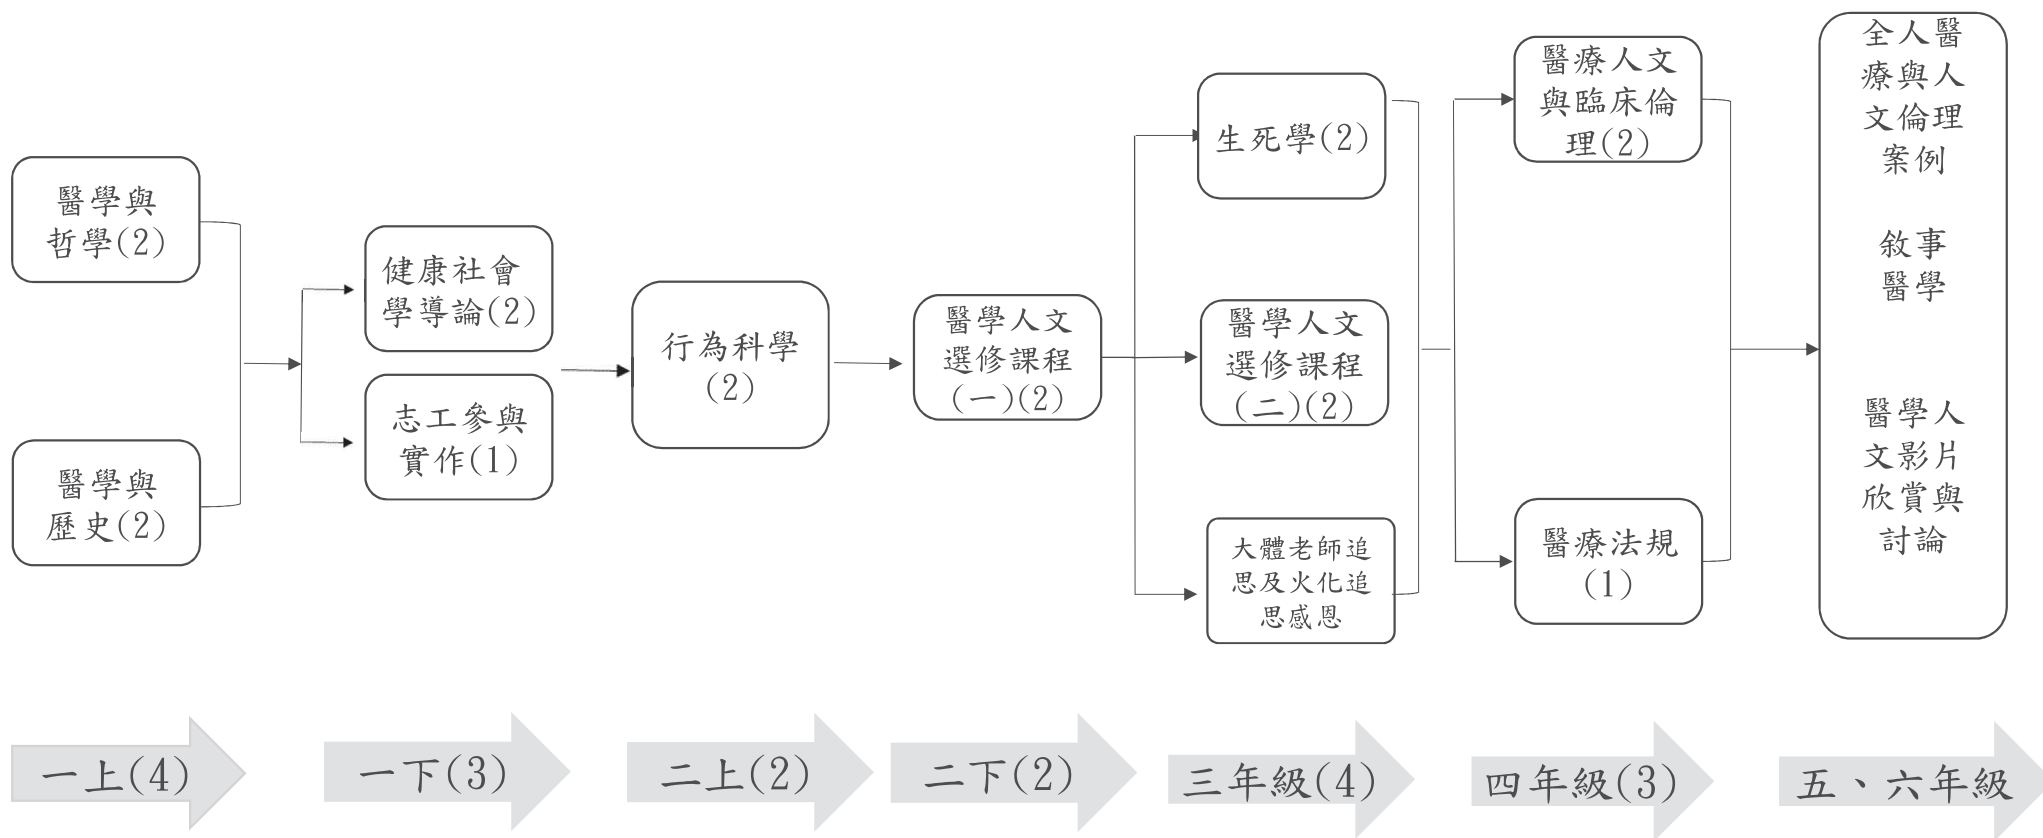 醫學與
哲學(2)
醫學與
歷史(2)
健康社會
學導論(2)
志工參與
實作(1)
行為科學
(2)
醫學人文
選修課程
(一)(2)
生死學(2)
醫學人文
選修課程
(二)(2)
大體老師追
思及火化追
思感恩
醫療人文
與臨床倫
理(2)
醫療法規
(1)
全人醫
療與人
文倫理
案例
敘事
醫學
醫學人
文影片
欣賞與
討論
一上(4)
一下(3)
二上(2)
二下(2)
三年級(4)
四年級(3)
五、六年級